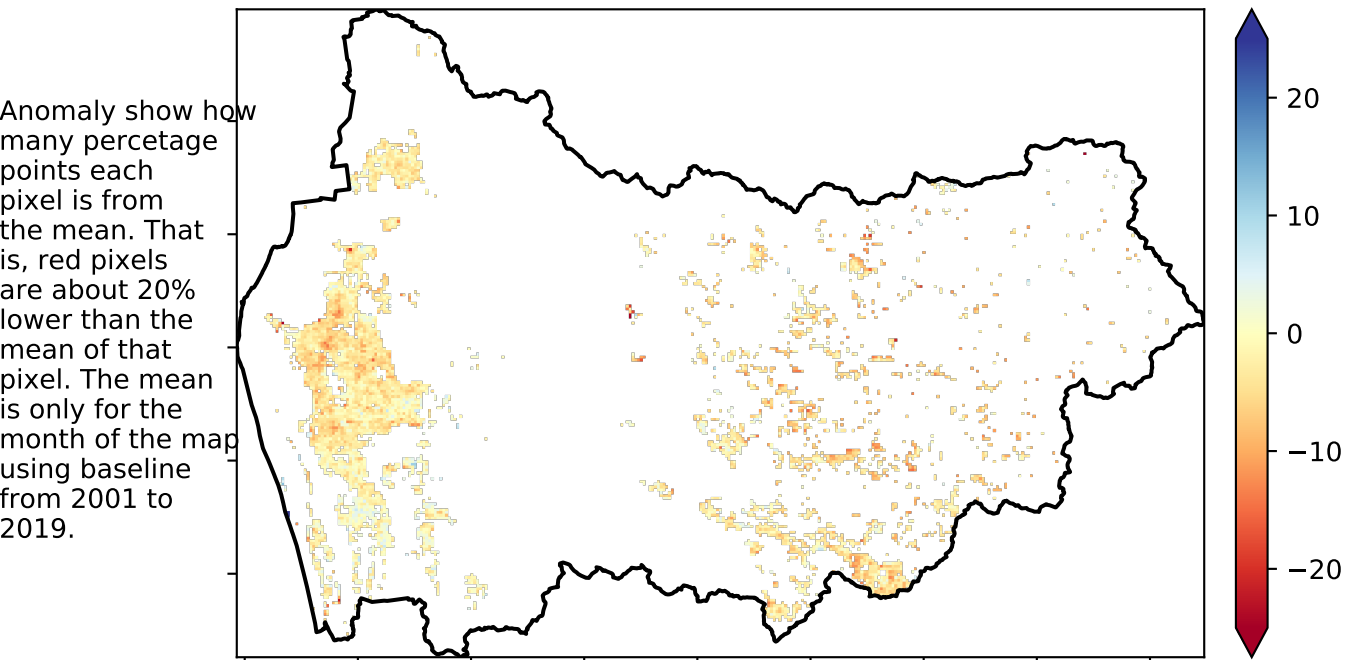 Anomaly show how
many percetage
points each
pixel is from
the mean. That
is, red pixels
are about 20%
lower than the
mean of that
pixel. The mean
is only for the
month of the map
using baseline
from 2001 to
2019.
20
10
0
−10
−20